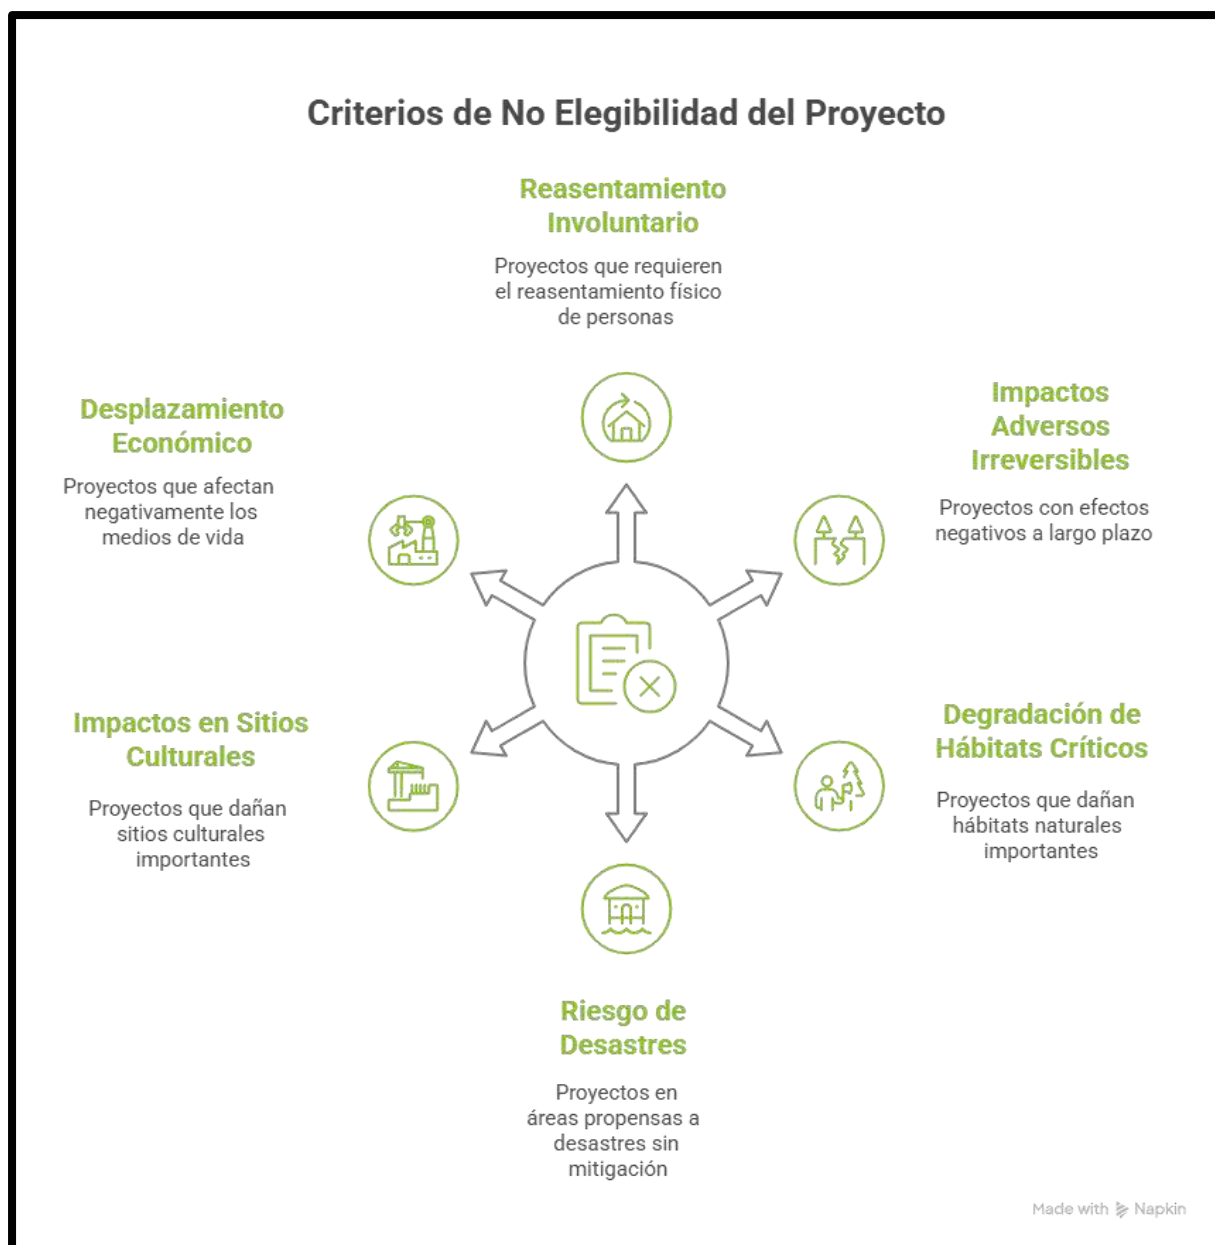 Criterios de No Elegibilidad del Proyecto
Reasentamiento
Involuntario
Proyectos que requieren
el reasentamiento físico
de personas
Impactos
Adversos
Irreversibles
Proyectos con efectos
negativos a largo plazo
Degradación de
Hábitats Críticos
Proyectos que dañan
hábitats naturales
importantes
Riesgo de
Desastres
Proyectos en
áreas propensas a
desastres sin
mitigación
Impactos en Sitios
Culturales
Proyectos que dañan
sitios culturales
importantes
Desplazamiento
Económico
Proyectos que afectan
negativamente los
medios de vida
Made with Napkin